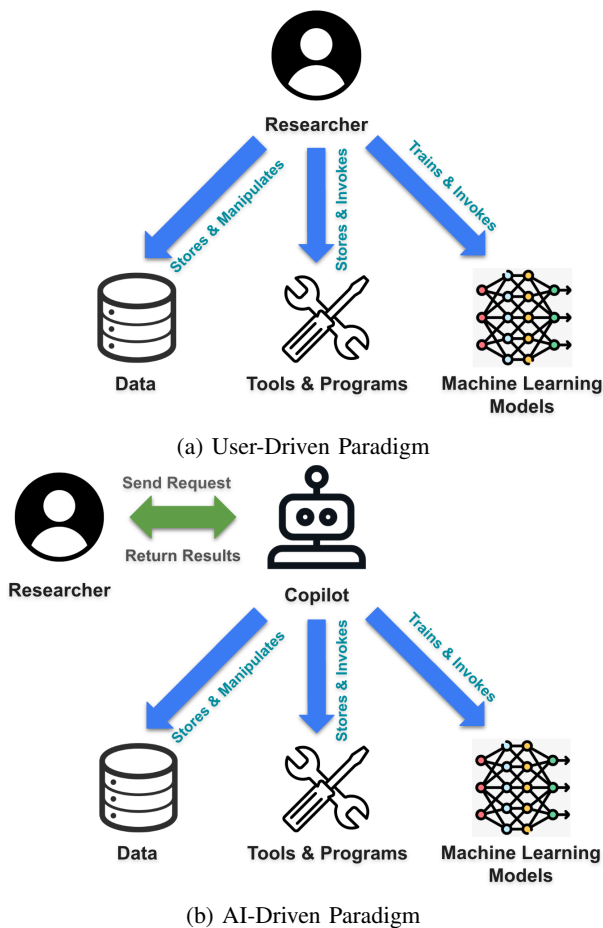 Researcher
Stores & Manipulates
Stores & Invokes
Trains & Invokes
Data
Tools & Programs
Machine Learning
Models
(a) User-Driven Paradigm
Send Request
Return Results
Researcher
Copilot
Stores & Manipulates
Stores & Invokes
Trains & Invokes
Data
Tools & Programs
Machine Learning
Models
(b) AI-Driven Paradigm